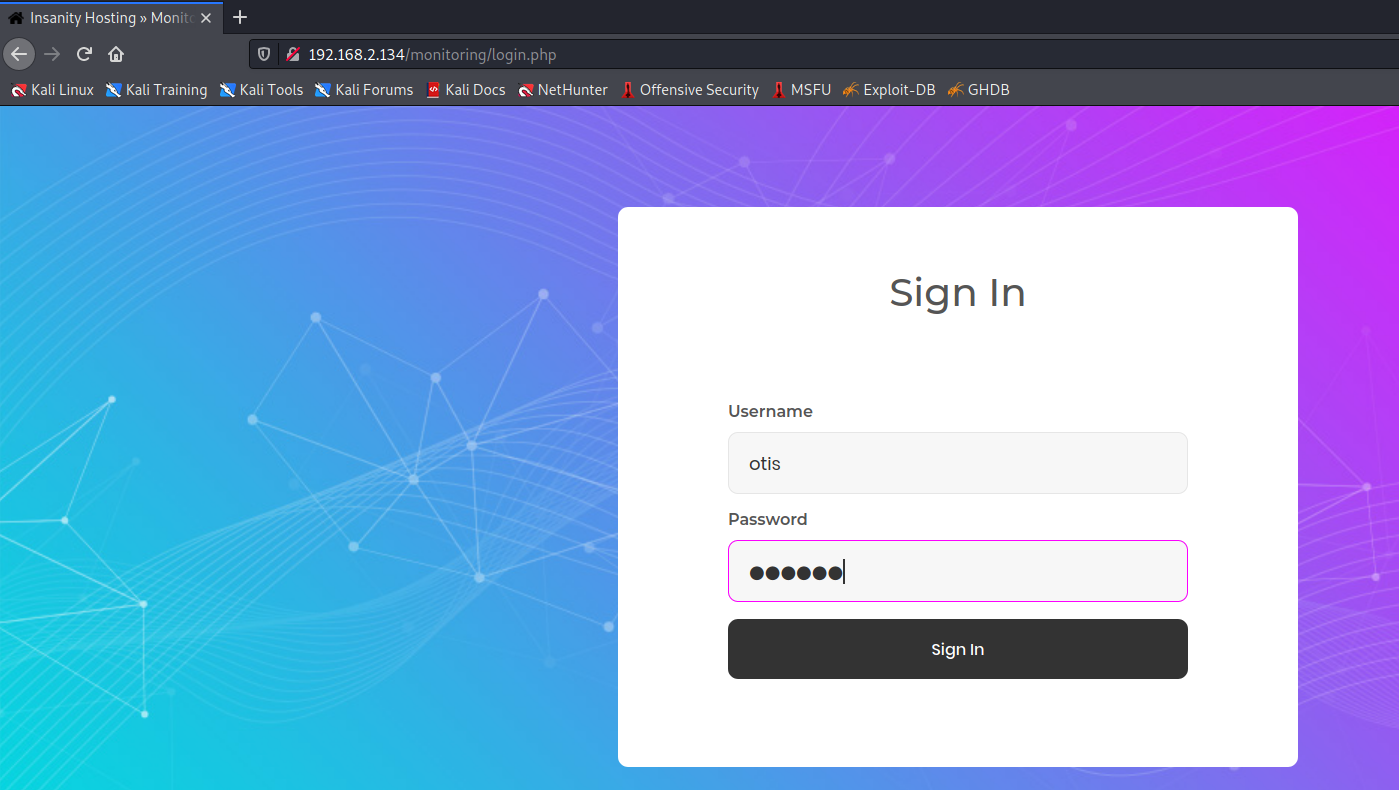 Insanity Hosting » Monito
192.168.2.134/monitoring/login.php
Kali Linux Kali Training Kali Tools Kali Forums Kali Docs NetHunter Offensive Security MSFU Exploit-DB GHDB
Sign In
Username
otis
Password
●●●●●●
Sign In